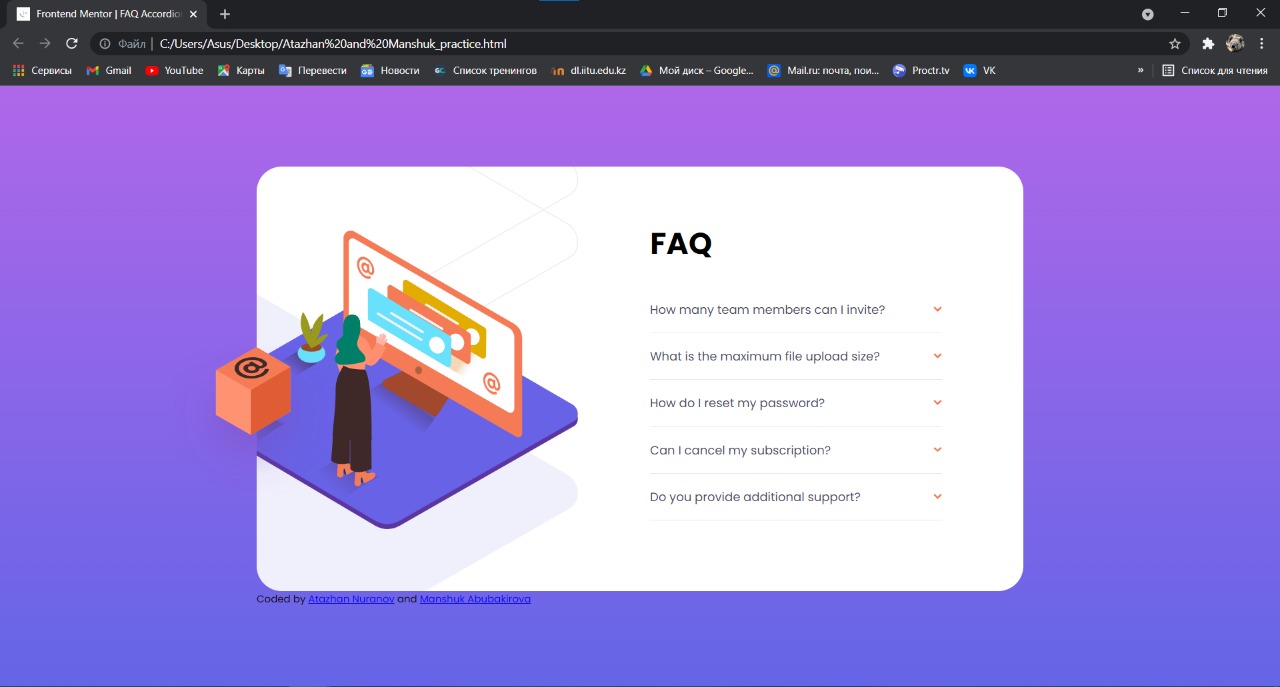 Frontend Mentor | FAQ Accordio
Файл | C:/Users/Asus/Desktop/Atazhan%20and%20Manshuk_practice.html
Сервисы Gmail YouTube Карты Перевести Новости Список тренингов dl.iitu.edu.kz Мой диск – Google... Mail.ru: почта, пои... Proctr.tv VK » Список для чтения
FAQ
How many team members can I invite?
What is the maximum file upload size?
How do I reset my password?
Can I cancel my subscription?
Do you provide additional support?
@
@
@
Coded by Atazhan Nuranov and Manshuk Abubakirova